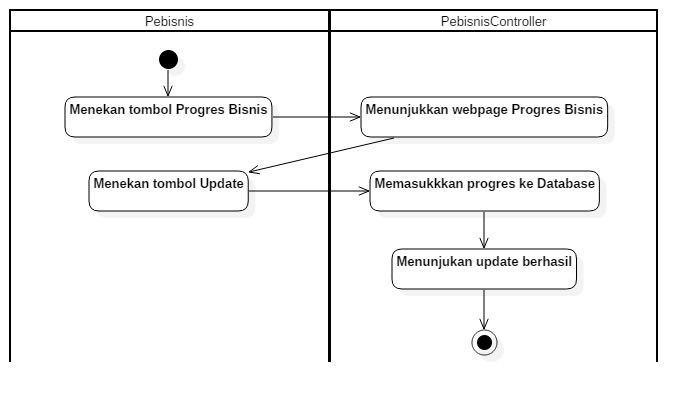 Pebisnis
PebisnisController
Menekan tombol Progres Bisnis
Menunjukkan webpage Progres Bisnis
Menekan tombol Update
Memasukkkan progres ke Database
Menunjukan update berhasil